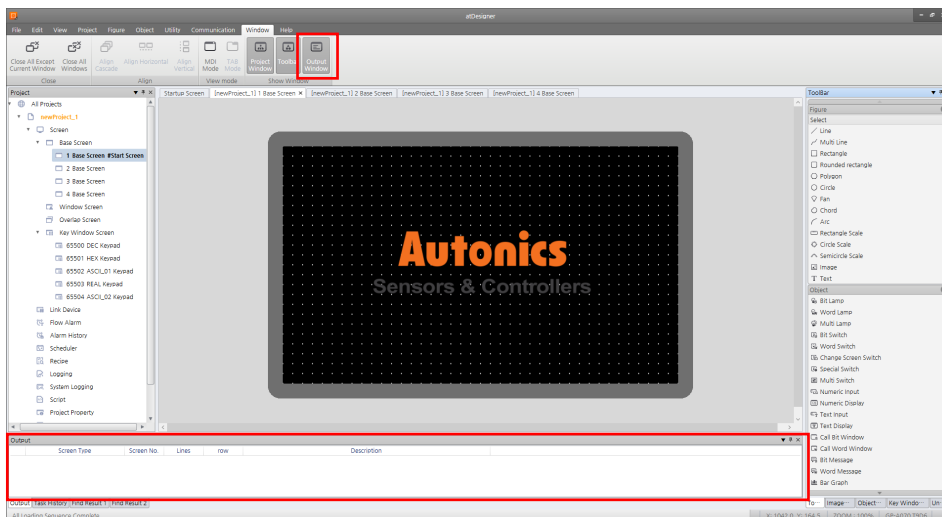 atDesigner
File Edit View Project Figure Object Utility Communication Window Help
Close All Except Current Window
Close All Windows
Align Cascade
Align Horizontal
Align Vertical
MDI Mode
TAB Mode
Project Window
Toolbar
Output Window
Close
Align
View mode
Show Window
Project
Startup Screen
[newProject_1] 1 Base Screen
[newProject_1] 2 Base Screen
[newProject_1] 3 Base Screen
[newProject_1] 4 Base Screen
All Projects
newProject_1
Screen
Base Screen
1 Base Screen #Start Screen
2 Base Screen
3 Base Screen
4 Base Screen
Window Screen
Overlap Screen
Key Window Screen
65500 DEC Keypad
65501 HEX Keypad
65502 ASCII_01 Keypad
65503 REAL Keypad
65504 ASCII_02 Keypad
Link Device
Flow Alarm
Alarm History
Scheduler
Recipe
Logging
System Logging
Script
Project Property
Autonics
Sensors & Controllers
ToolBar
Figure
Select
Line
Multi Line
Rectangle
Rounded rectangle
Polygon
Circle
Fan
Chord
Arc
Rectangle Scale
Circle Scale
Semicircle Scale
Image
Text
Object
Bit Lamp
Word Lamp
Multi Lamp
Bit Switch
Word Switch
Change Screen Switch
Special Switch
Multi Switch
Numeric Input
Numeric Display
Text Input
Text Display
Call Bit Window
Call Word Window
Bit Message
Word Message
Bar Graph
To··· Image··· Object··· Key Windo··· Un
Output
Screen Type Screen No. Lines row Description
Output Task History Find Result 1 Find Result 2
All Loading Sequence Complete
X: 1042.0, Y: 164.5 ZOOM : 100%